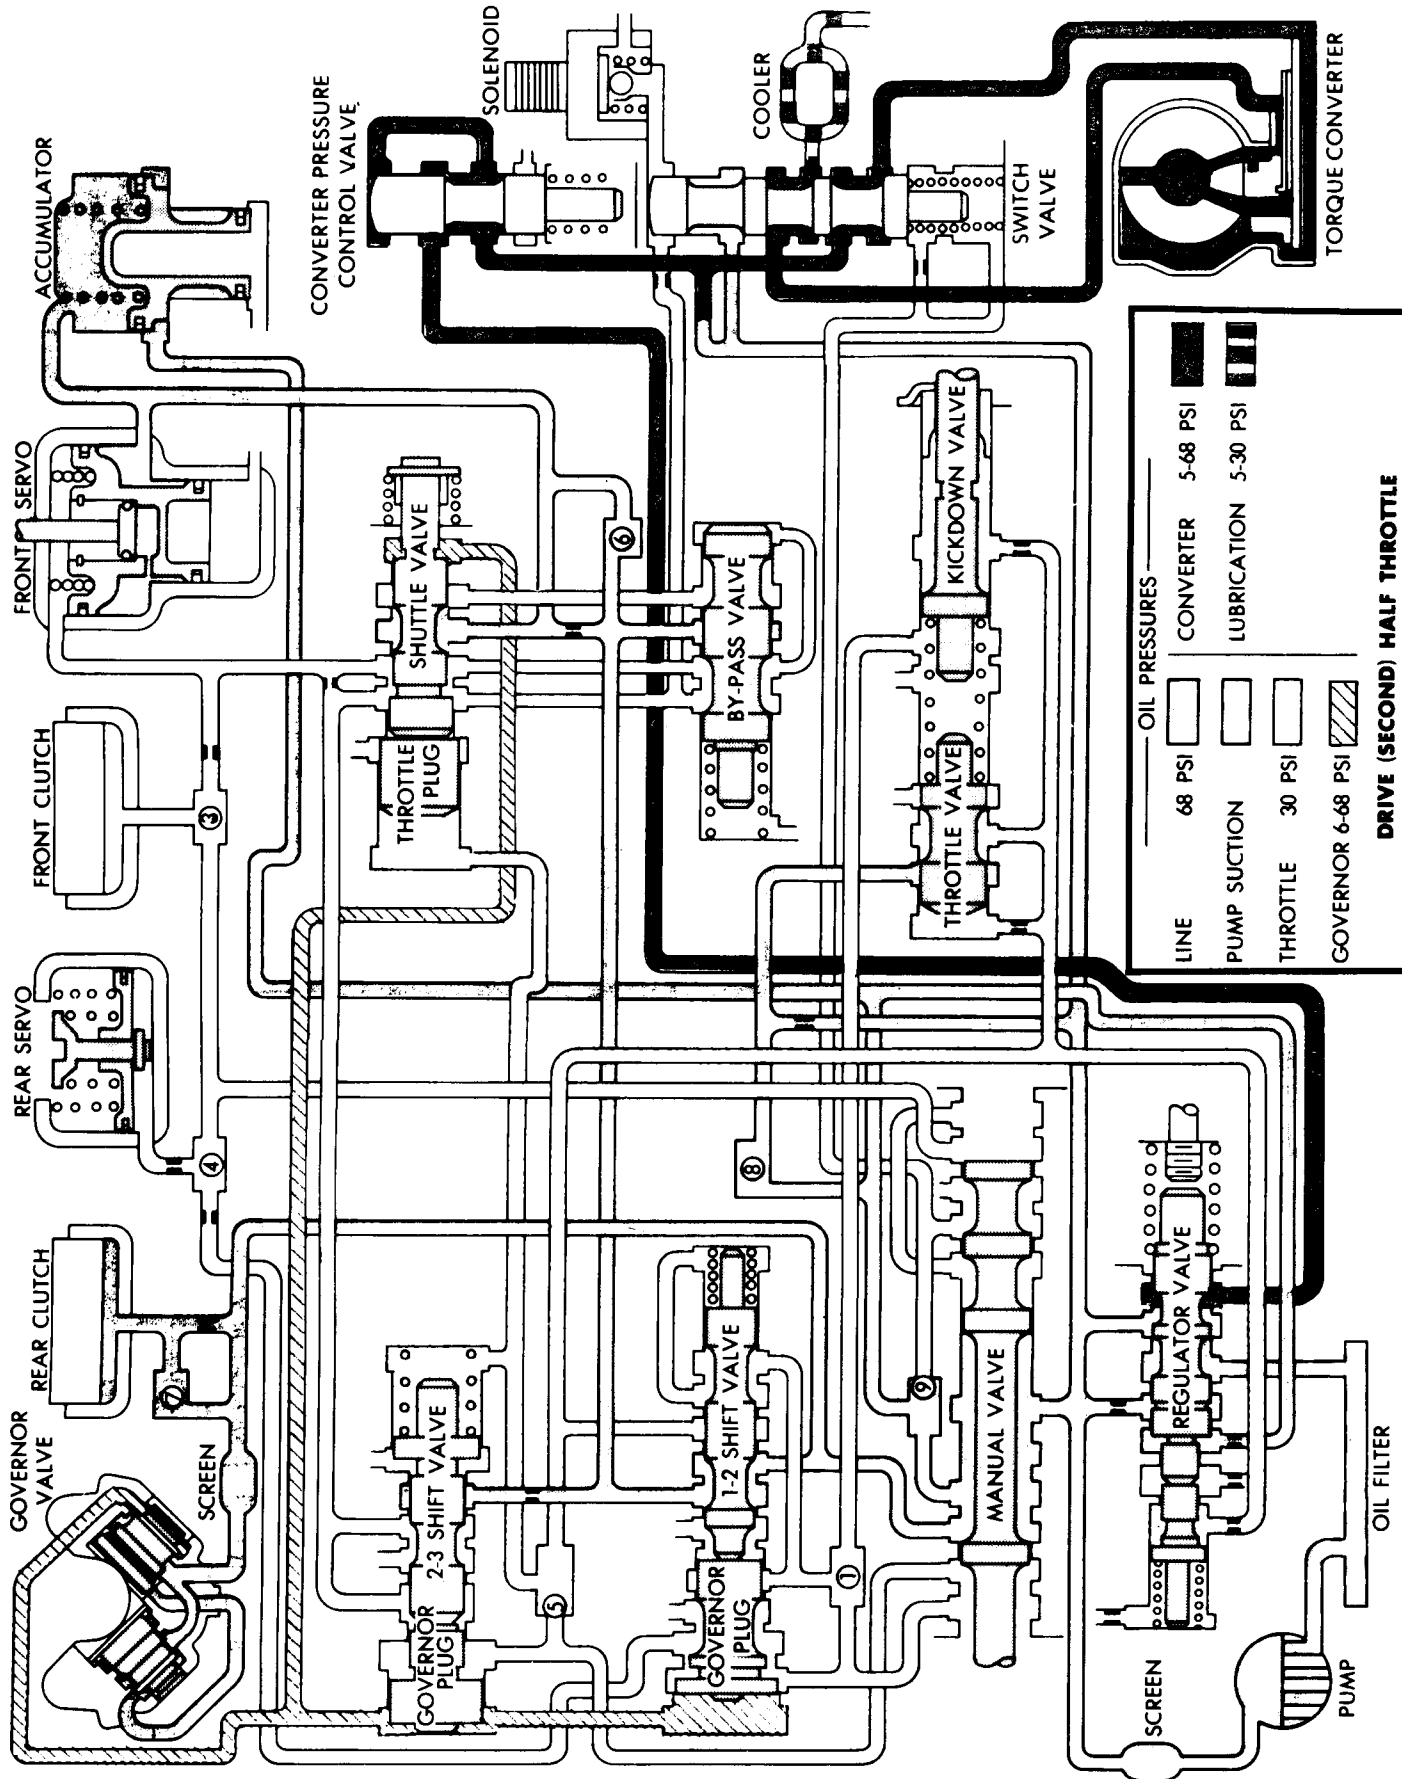 GOVERNOR
VALVE
REAR CLUTCH
REAR SERVO
FRONT CLUTCH
FRONT SERVO
ACCUMULATOR
SCREEN
7
4
3
CONVERTER PRESSURE
CONTROL VALVE
SOLENOID
GOVERNOR
PLUG
2-3 SHIFT VALVE
THROTTLE
PLUG
SHUTTLE VALVE
5
6
GOVERNOR
PLUG
1-2 SHIFT VALVE
8
BY-PASS VALVE
COOLER
1
9
THROTTLE VALVE
KICKDOWN VALVE
SWITCH
VALVE
MANUAL VALVE
SCREEN
REGULATOR VALVE
PUMP
OIL FILTER
TORQUE CONVERTER
OIL PRESSURES
LINE 68 PSI
CONVERTER 5-68 PSI
PUMP SUCTION
LUBRICATION 5-30 PSI
THROTTLE 30 PSI
GOVERNOR 6-68 PSI
DRIVE (SECOND) HALF THROTTLE